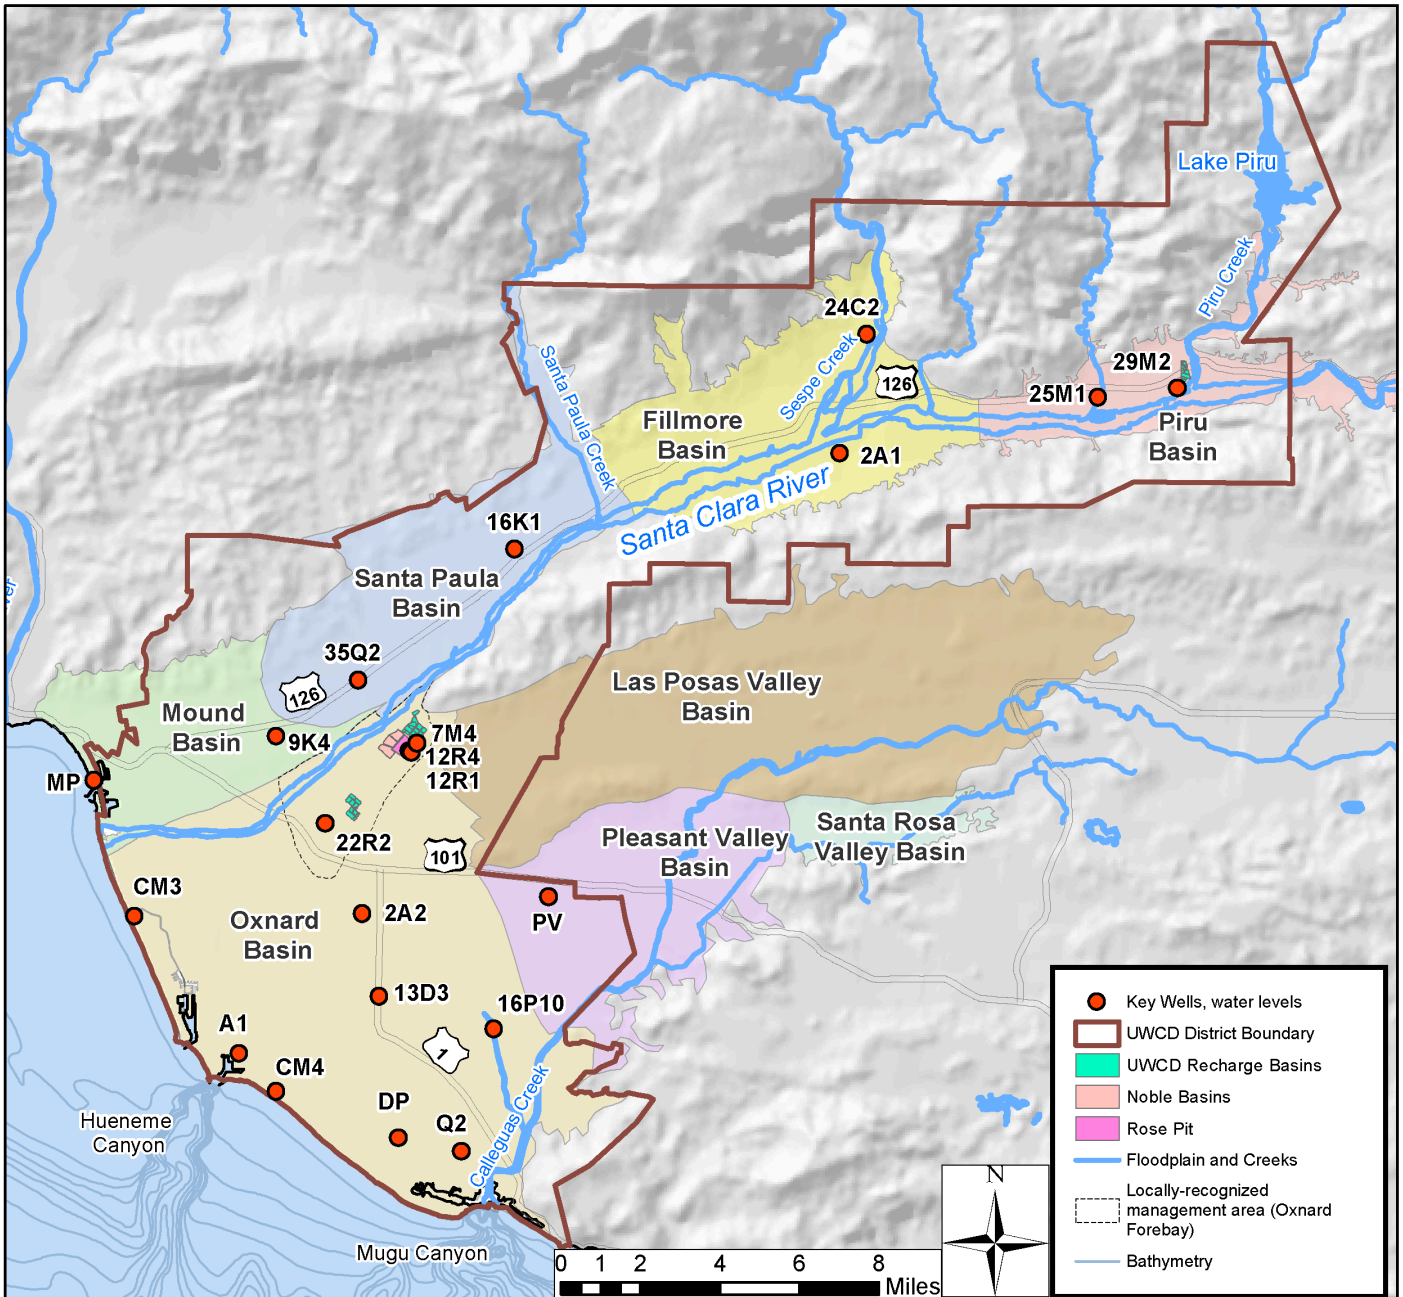 Lake Piru
Piru Creek
24C2
Sespe Creek
126
29M2
25M1
Piru
Basin
Santa Paula Creek
Fillmore
Basin
2A1
Santa Clara River
16K1
Santa Paula
Basin
35Q2
126
Las Posas Valley
Basin
Mound
Basin
9K4
7M4
12R4
12R1
MP
22R2
101
Pleasant Valley
Basin
Santa Rosa
Valley Basin
CM3
2A2
PV
Oxnard
Basin
13D3
16P10
A1
1
CM4
DP
Q2
Calleguas Creek
Hueneme
Canyon
Mugu Canyon
Key Wells, water levels
UWCD District Boundary
UWCD Recharge Basins
Noble Basins
Rose Pit
Floodplain and Creeks
Locally-recognized
management area (Oxnard
Forebay)
Bathymetry
N
0 1 2 4 6 8
Miles